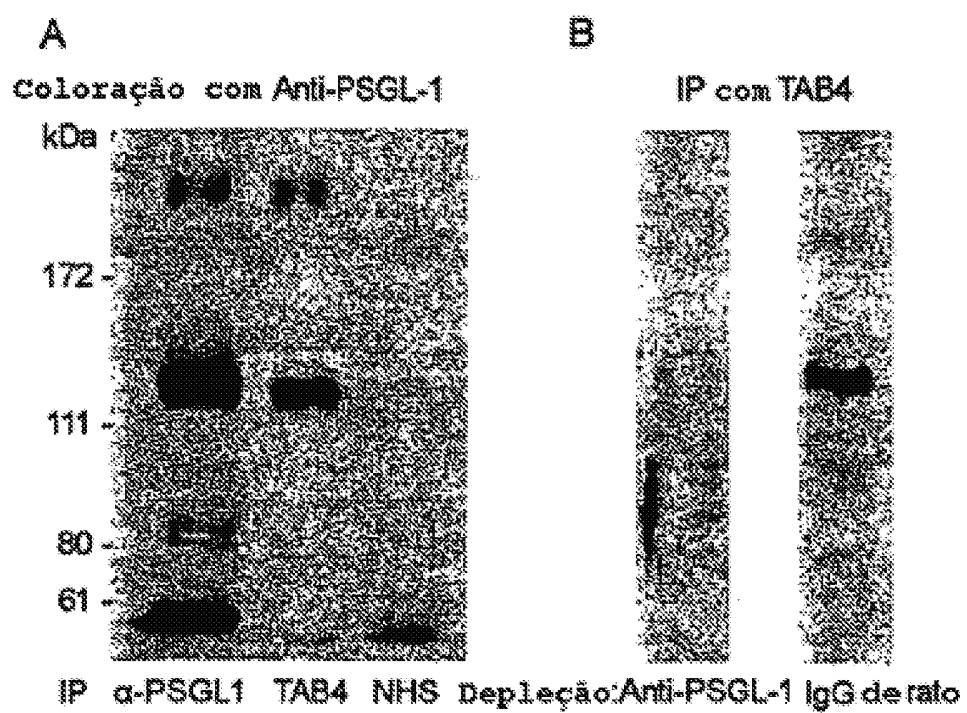 A
B
Coloração com Anti-PSGL-1
IP com TAB4
kDa
172
111
80
61
IP α-PSGL1 TAB4 NHS
Depleção:Anti-PSGL-1 IgG de rato